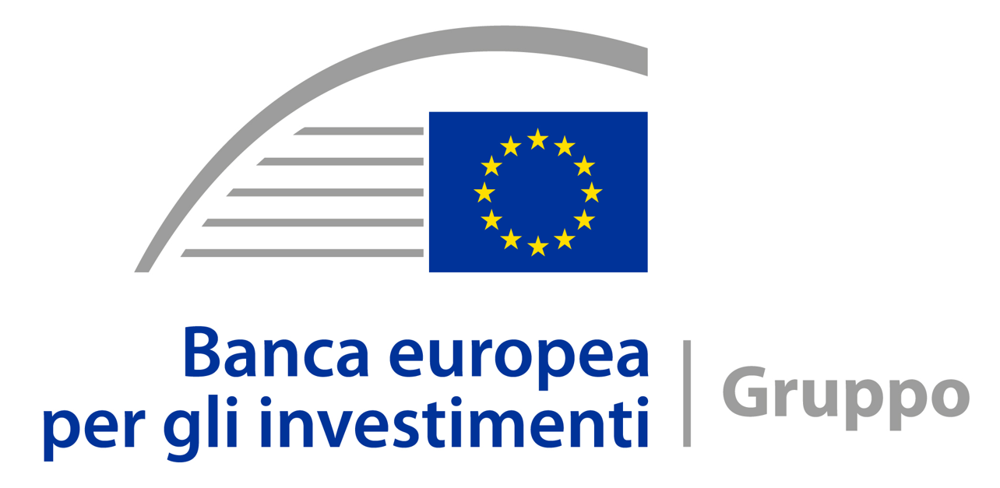 Banca europea
per gli investimenti
Gruppo